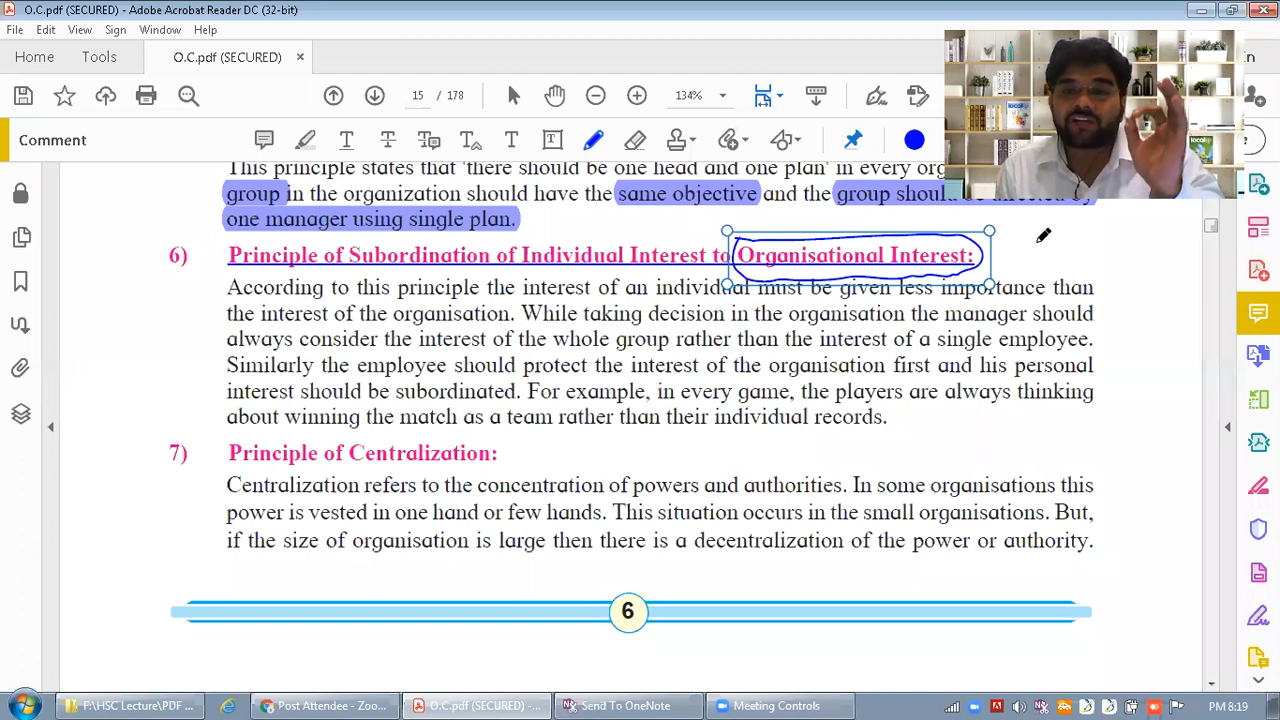 O.C.pdf (SECURED) - Adobe Acrobat Reader DC (32-bit)
File Edit View Sign Window Help
Home Tools O.C.pdf (SECURED) ×
15 / 178 134%
Comment
This principle states that 'there should be one head and one plan' in every
group in the organization should have the same objective and the group should be directed by
one manager using single plan.
6) Principle of Subordination of Individual Interest to Organisational Interest:
According to this principle the interest of an individual must be given less importance than
the interest of the organisation. While taking decision in the organisation the manager should
always consider the interest of the whole group rather than the interest of a single employee.
Similarly the employee should protect the interest of the organisation first and his personal
interest should be subordinated. For example, in every game, the players are always thinking
about winning the match as a team rather than their individual records.
7) Principle of Centralization:
Centralization refers to the concentration of powers and authorities. In some organisations this
power is vested in one hand or few hands. This situation occurs in the small organisations. But,
if the size of organisation is large then there is a decentralization of the power or authority.
6
F:\HSC Lecture\PDF ... Post Attendee - Zoo... O.C.pdf (SECURED) -... Send To OneNote Meeting Controls PM 8:19